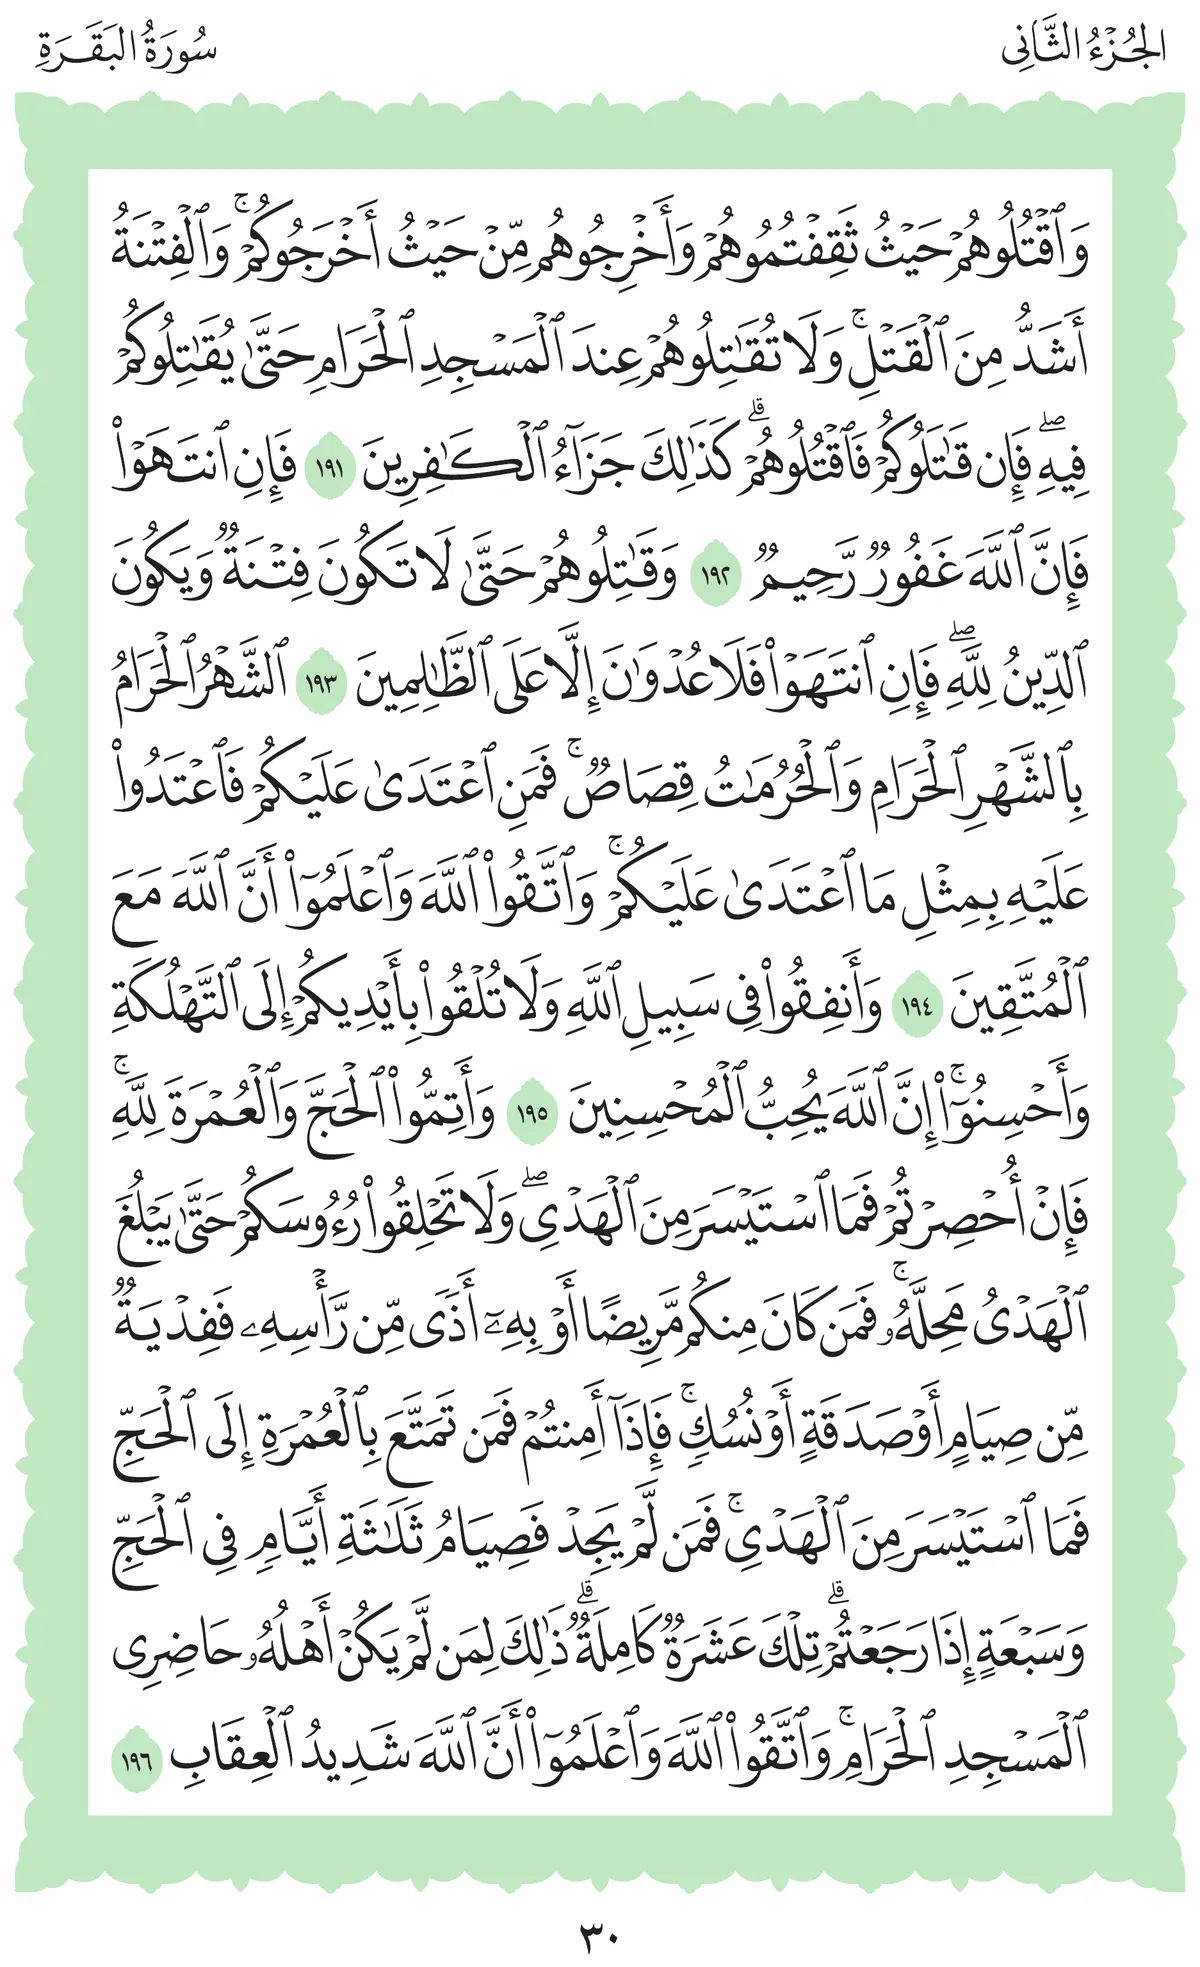 الجُزْءُ الثَّانِى
سُورَةُ البَقَرَةِ
وَٱقْتُلُوهُمْ حَيْثُ ثَقِفْتُمُوهُمْ وَأَخْرِجُوهُم مِّنْ حَيْثُ أَخْرَجُوكُمْ ۚ وَٱلْفِتْنَةُ
أَشَدُّ مِنَ ٱلْقَتْلِ ۚ وَلَا تُقَـٰتِلُوهُمْ عِندَ ٱلْمَسْجِدِ ٱلْحَرَامِ حَتَّىٰ يُقَـٰتِلُوكُمْ
فِيهِ ۖ فَإِن قَـٰتَلُوكُمْ فَٱقْتُلُوهُمْ ۗ كَذَٰلِكَ جَزَآءُ ٱلْكَـٰفِرِينَ ١٩١ فَإِنِ ٱنتَهَوْا۟
فَإِنَّ ٱللَّهَ غَفُورٌ رَّحِيمٌ ١٩٢ وَقَـٰتِلُوهُمْ حَتَّىٰ لَا تَكُونَ فِتْنَةٌ وَيَكُونَ
ٱلدِّينُ لِلَّهِ ۖ فَإِنِ ٱنتَهَوْا۟ فَلَا عُدْوَٰنَ إِلَّا عَلَى ٱلظَّـٰلِمِينَ ١٩٣ ٱلشَّهْرُ ٱلْحَرَامُ
بِٱلشَّهْرِ ٱلْحَرَامِ وَٱلْحُرُمَـٰتُ قِصَاصٌ ۚ فَمَنِ ٱعْتَدَىٰ عَلَيْكُمْ فَٱعْتَدُوا۟
عَلَيْهِ بِمِثْلِ مَا ٱعْتَدَىٰ عَلَيْكُمْ ۚ وَٱتَّقُوا۟ ٱللَّهَ وَٱعْلَمُوٓا۟ أَنَّ ٱللَّهَ مَعَ
ٱلْمُتَّقِينَ ١٩٤ وَأَنفِقُوا۟ فِى سَبِيلِ ٱللَّهِ وَلَا تُلْقُوا۟ بِأَيْدِيكُمْ إِلَى ٱلتَّهْلُكَةِ
وَأَحْسِنُوٓا۟ ۚ إِنَّ ٱللَّهَ يُحِبُّ ٱلْمُحْسِنِينَ ١٩٥ وَأَتِمُّوا۟ ٱلْحَجَّ وَٱلْعُمْرَةَ لِلَّهِ ۚ
فَإِنْ أُحْصِرْتُمْ فَمَا ٱسْتَيْسَرَ مِنَ ٱلْهَدْىِ ۖ وَلَا تَحْلِقُوا۟ رُءُوسَكُمْ حَتَّىٰ يَبْلُغَ
ٱلْهَدْىُ مَحِلَّهُۥ ۚ فَمَن كَانَ مِنكُم مَّرِيضًا أَوْ بِهِۦٓ أَذًى مِّن رَّأْسِهِۦ فَفِدْيَةٌ
مِّن صِيَامٍ أَوْ صَدَقَةٍ أَوْ نُسُكٍ ۚ فَإِذَآ أَمِنتُمْ فَمَن تَمَتَّعَ بِٱلْعُمْرَةِ إِلَى ٱلْحَجِّ
فَمَا ٱسْتَيْسَرَ مِنَ ٱلْهَدْىِ ۚ فَمَن لَّمْ يَجِدْ فَصِيَامُ ثَلَـٰثَةِ أَيَّامٍ فِى ٱلْحَجِّ
وَسَبْعَةٍ إِذَا رَجَعْتُمْ ۗ تِلْكَ عَشَرَةٌ كَامِلَةٌ ۗ ذَٰلِكَ لِمَن لَّمْ يَكُنْ أَهْلُهُۥ حَاضِرِى
ٱلْمَسْجِدِ ٱلْحَرَامِ ۚ وَٱتَّقُوا۟ ٱللَّهَ وَٱعْلَمُوٓا۟ أَنَّ ٱللَّهَ شَدِيدُ ٱلْعِقَابِ ١٩٦
٣٠